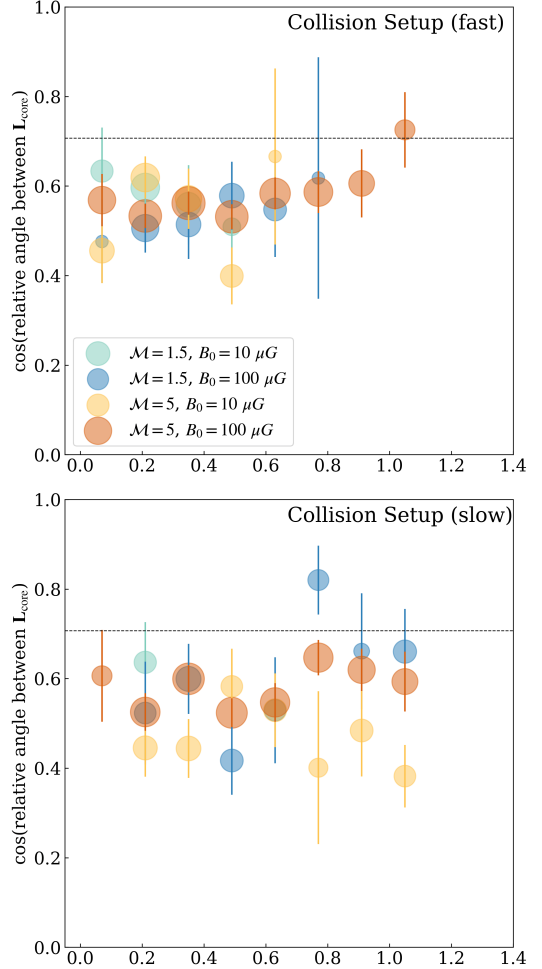 1.0
Collision Setup (fast)
0.8
0.6
0.4
0.2
0.0
cos(relative angle between L_core)
ℳ = 1.5, B₀ = 10 μG
ℳ = 1.5, B₀ = 100 μG
ℳ = 5, B₀ = 10 μG
ℳ = 5, B₀ = 100 μG
0.0 0.2 0.4 0.6 0.8 1.0 1.2 1.4
1.0
Collision Setup (slow)
0.8
0.6
0.4
0.2
0.0
cos(relative angle between L_core)
0.0 0.2 0.4 0.6 0.8 1.0 1.2 1.4